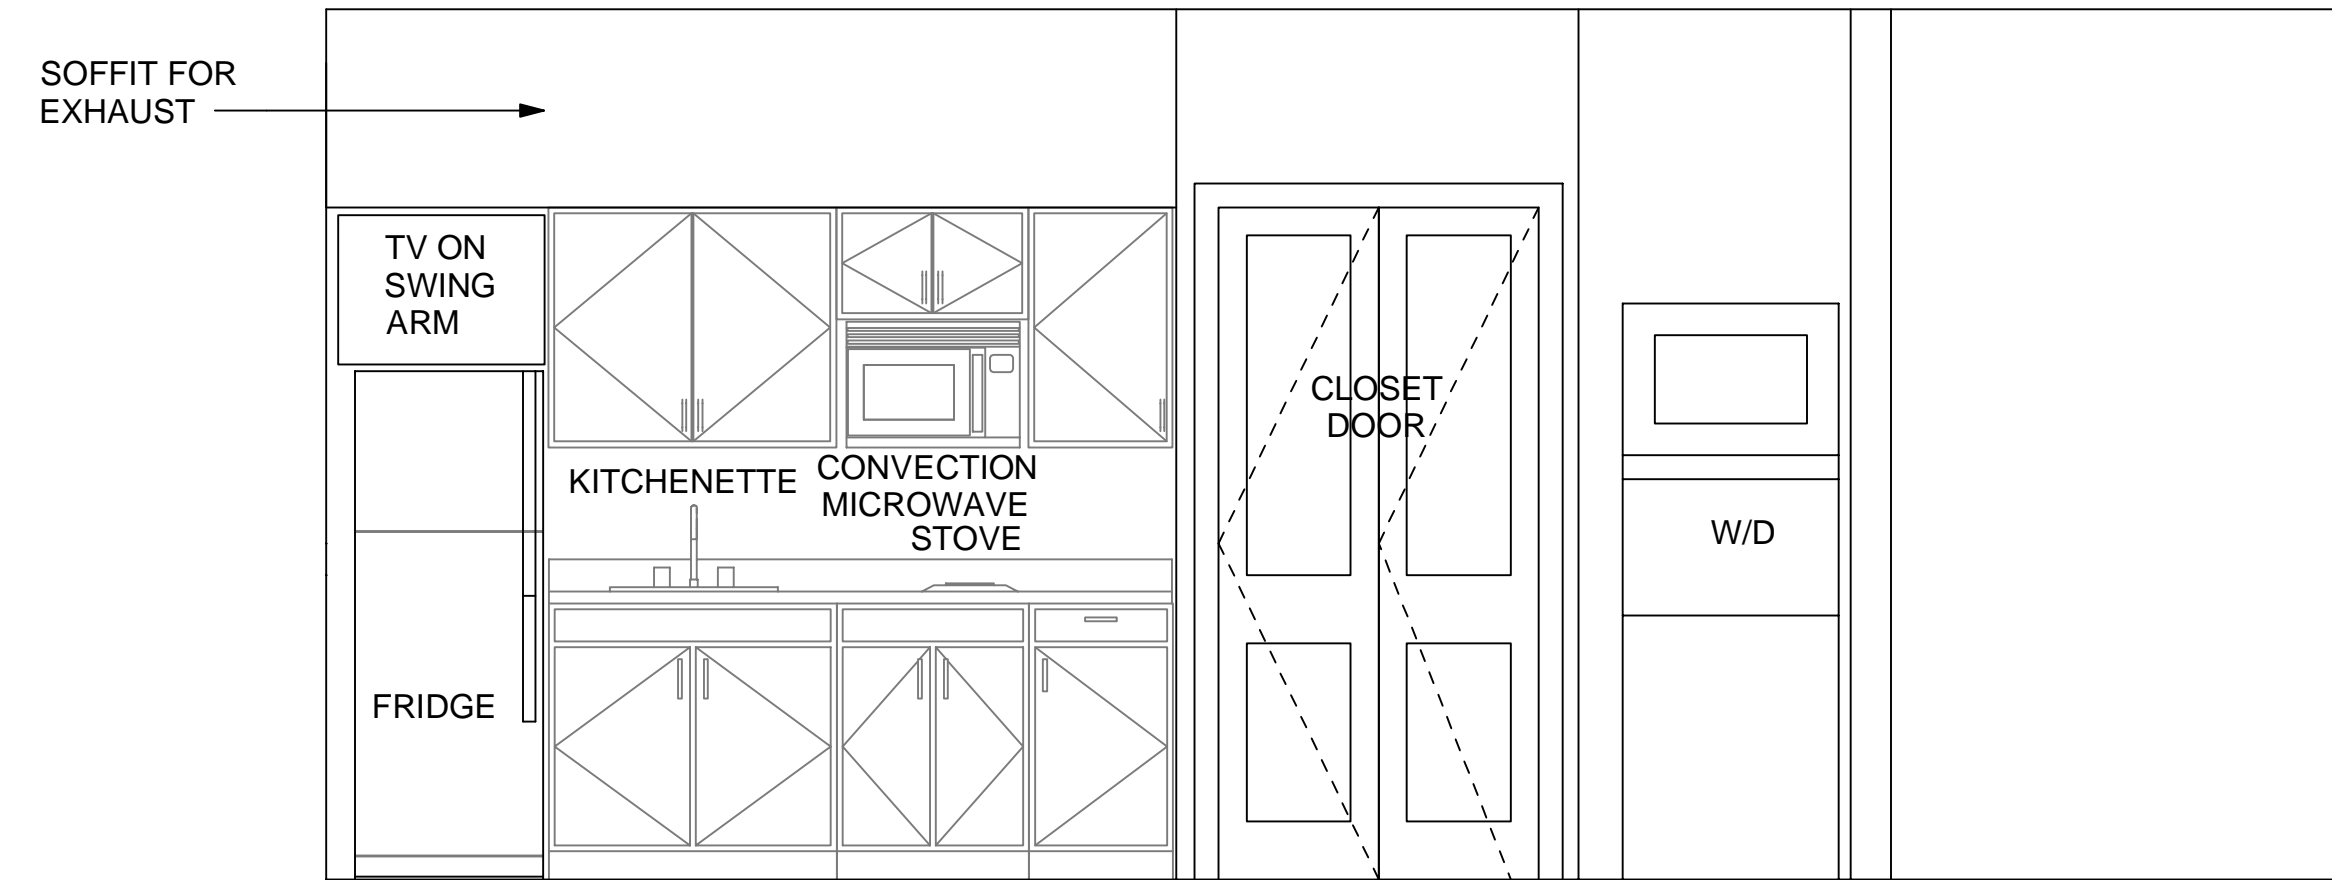 SOFFIT FOR
EXHAUST
TV ON
SWING
ARM
KITCHENETTE
CONVECTION
MICROWAVE
STOVE
FRIDGE
CLOSET
DOOR
W/D